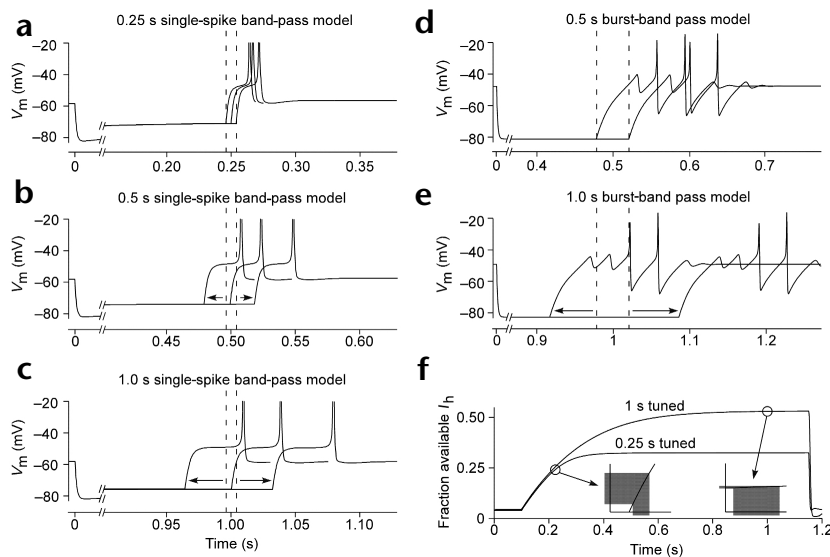 a
0.25 s single-spike band-pass model
Vm (mV)
−20
−40
−60
−80
0 0.20 0.25 0.30 0.35
b
0.5 s single-spike band-pass model
Vm (mV)
−20
−40
−60
−80
0 0.45 0.50 0.55 0.60
c
1.0 s single-spike band-pass model
Vm (mV)
−20
−40
−60
−80
0 0.95 1.00 1.05 1.10
Time (s)
d
0.5 s burst-band pass model
Vm (mV)
−20
−40
−60
−80
0 0.4 0.5 0.6 0.7
e
1.0 s burst-band pass model
Vm (mV)
−20
−40
−60
−80
0 0.9 1 1.1 1.2
f
Fraction available Ih
0.50
0.25
0
1 s tuned
0.25 s tuned
0 0.2 0.4 0.6 0.8 1 1.2
Time (s)